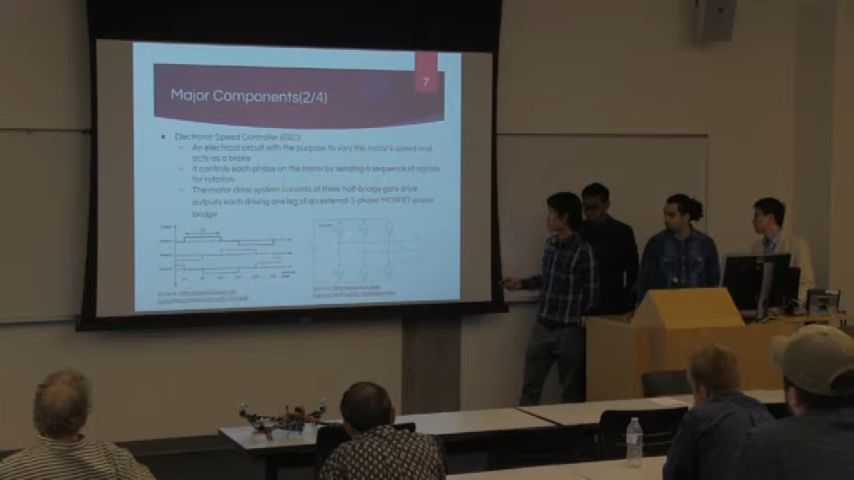 7
Major Components(2/4)
Electronic Speed Controller (ESC)
An electrical circuit with the purpose to vary the motor's speed and
acts as a brake
It controls each phase on the motor by sending a sequence of signals
for rotation
The motor drive system consists of three half-bridge gate drive
outputs each driving one leg of an external 3-phase MOSFET power
bridge